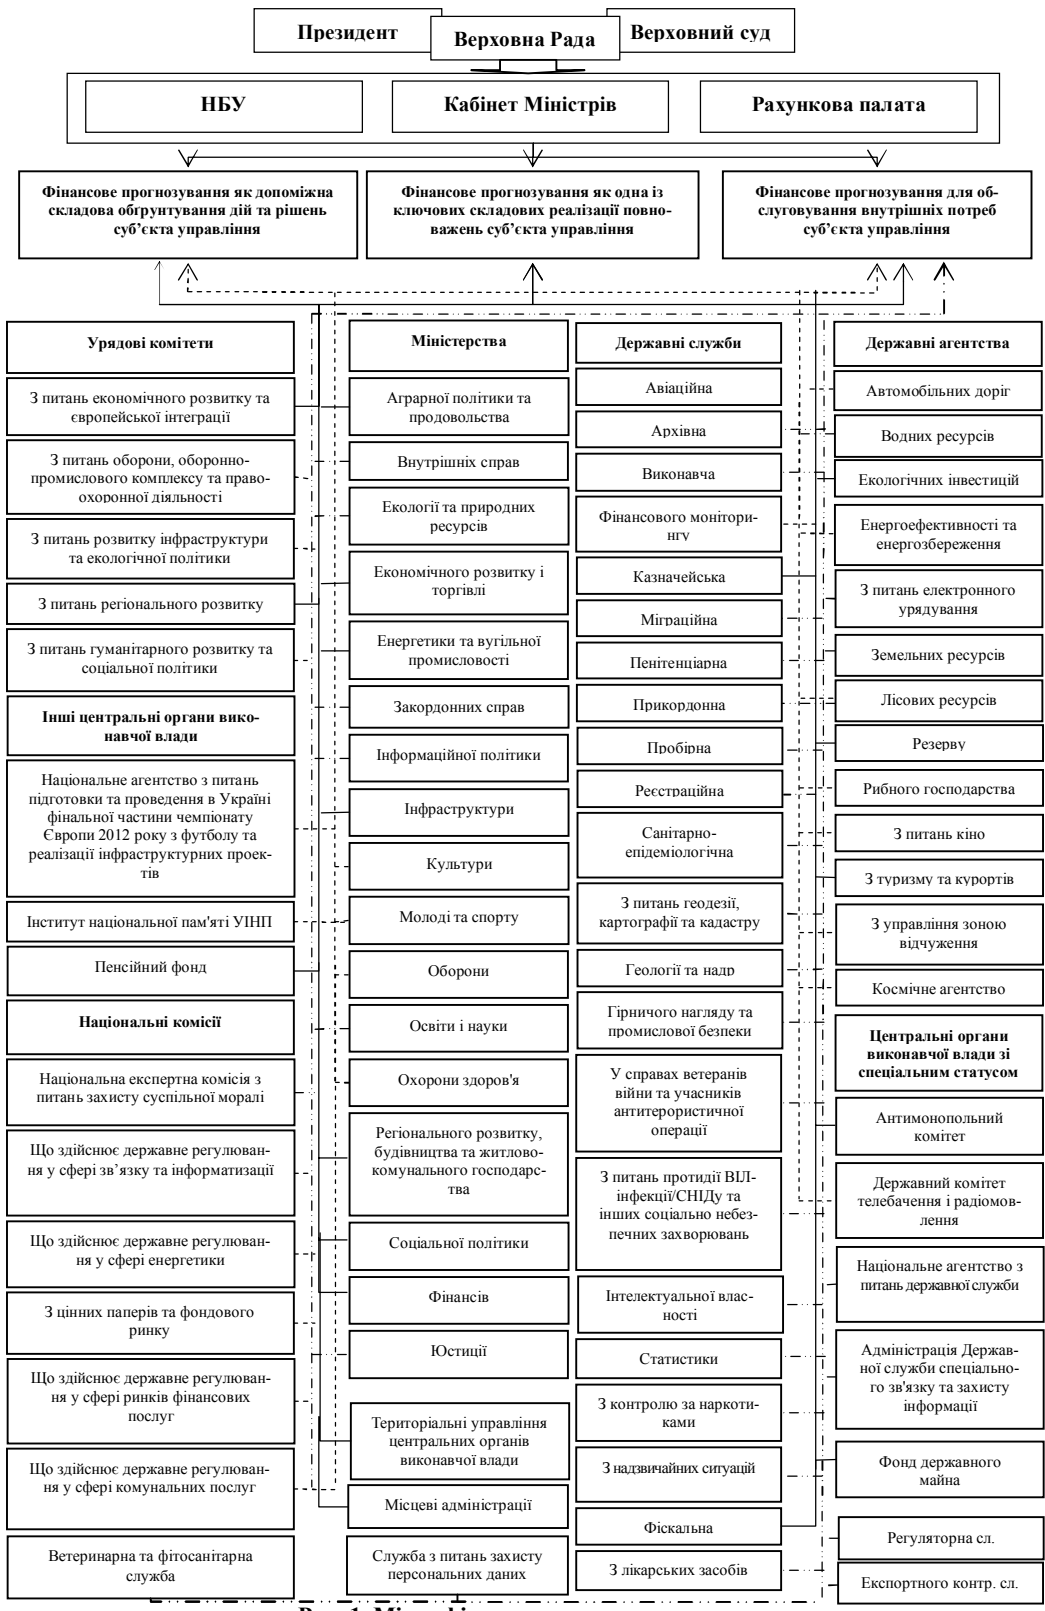 Президент
Верховна Рада
Верховний суд
НБУ
Кабінет Міністрів
Рахункова палата
Фінансове прогнозування як допоміжна
складова обґрунтування дій та рішень
суб’єкта управління
Фінансове прогнозування як одна із
ключових складових реалізації повно-
важень суб’єкта управління
Фінансове прогнозування для об-
слуговування внутрішніх потреб
суб’єкта управління
Урядові комітети
З питань економічного розвитку та
європейської інтеграції
З питань оборони, оборонно-
промислового комплексу та право-
охоронної діяльності
З питань розвитку інфраструктури
та екологічної політики
З питань регіонального розвитку
З питань гуманітарного розвитку та
соціальної політики
Інші центральні органи вико-
навчої влади
Національне агентство з питань
підготовки та проведення в Україні
фінальної частини чемпіонату
Європи 2012 року з футболу та
реалізації інфраструктурних проек-
тів
Інститут національної пам'яті УІНП
Пенсійний фонд
Національні комісії
Національна експертна комісія з
питань захисту суспільної моралі
Що здійснює державне регулюван-
ня у сфері зв’язку та інформатизації
Що здійснює державне регулюван-
ня у сфері енергетики
З цінних паперів та фондового
ринку
Що здійснює державне регулюван-
ня у сфері ринків фінансових
послуг
Що здійснює державне регулюван-
ня у сфері комунальних послуг
Ветеринарна та фітосанітарна
служба
Міністерства
Аграрної політики та
продовольства
Внутрішніх справ
Екології та природних
ресурсів
Економічного розвитку і
торгівлі
Енергетики та вугільної
промисловості
Закордонних справ
Інформаційної політики
Інфраструктури
Культури
Молоді та спорту
Оборони
Освіти і науки
Охорони здоров'я
Регіонального розвитку,
будівництва та житлово-
комунального господарс-
тва
Соціальної політики
Фінансів
Юстиції
Територіальні управління
центральних органів
виконавчої влади
Місцеві адміністрації
Служба з питань захисту
персональних даних
Державні служби
Авіаційна
Архівна
Виконавча
Фінансового моніторин-
нгу
Казначейська
Міграційна
Пенітенціарна
Прикордонна
Пробірна
Реєстраційна
Санітарно-
епідеміологічна
З питань геодезії,
картографії та кадастру
Геології та надр
Гірничого нагляду та
промислової безпеки
У справах ветеранів
війни та учасників
антитерористичної
операції
З питань протидії ВІЛ-
інфекції/СНІДу та
інших соціально небез-
печних захворювань
Інтелектуальної влас-
ності
Статистики
З контролю за наркоти-
ками
З надзвичайних ситуацій
Фіскальна
З лікарських засобів
Державні агентства
Автомобільних доріг
Водних ресурсів
Екологічних інвестицій
Енергоефективності та
енергозбереження
З питань електронного
урядування
Земельних ресурсів
Лісових ресурсів
Резерву
Рибного господарства
З питань кіно
З туризму та курортів
З управління зоною
відчуження
Космічне агентство
Центральні органи
виконавчої влади зі
спеціальним статусом
Антимонопольний
комітет
Державний комітет
телебачення і радіомов-
лення
Національне агентство з
питань державної служби
Адміністрація Держав-
ної служби спеціально-
го зв'язку та захисту
інформації
Фонд державного
майна
Регуляторна сл.
Експортного контр. сл.